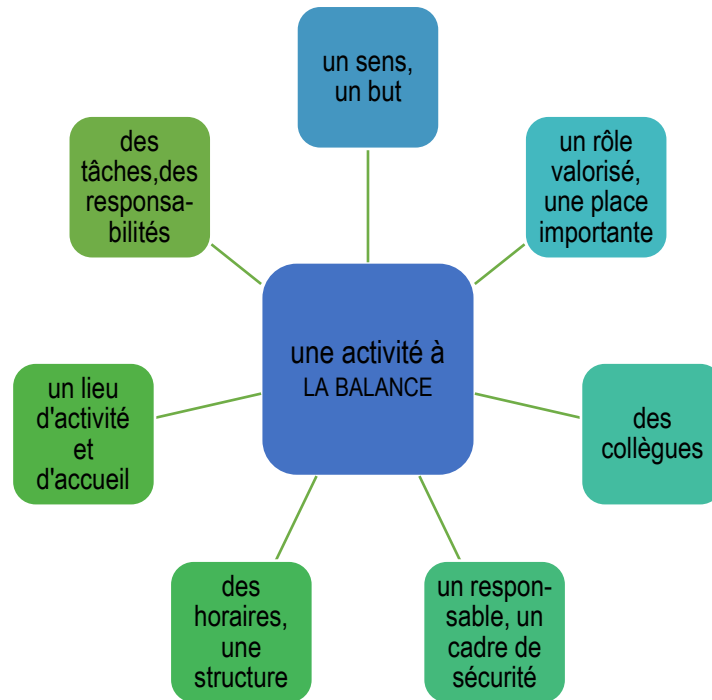 un sens,
un but
un rôle
valorisé,
une place
importante
des
collègues
un respon-
sable, un
cadre de
sécurité
des
horaires,
une
structure
un lieu
d'activité
et
d'accueil
des
tâches,des
responsa-
bilités
une activité à
LA BALANCE